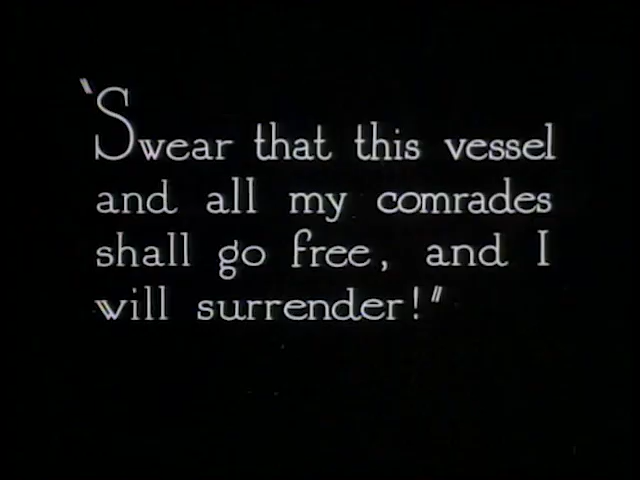 "Swear that this vessel
and all my comrades
shall go free, and I
will surrender!"